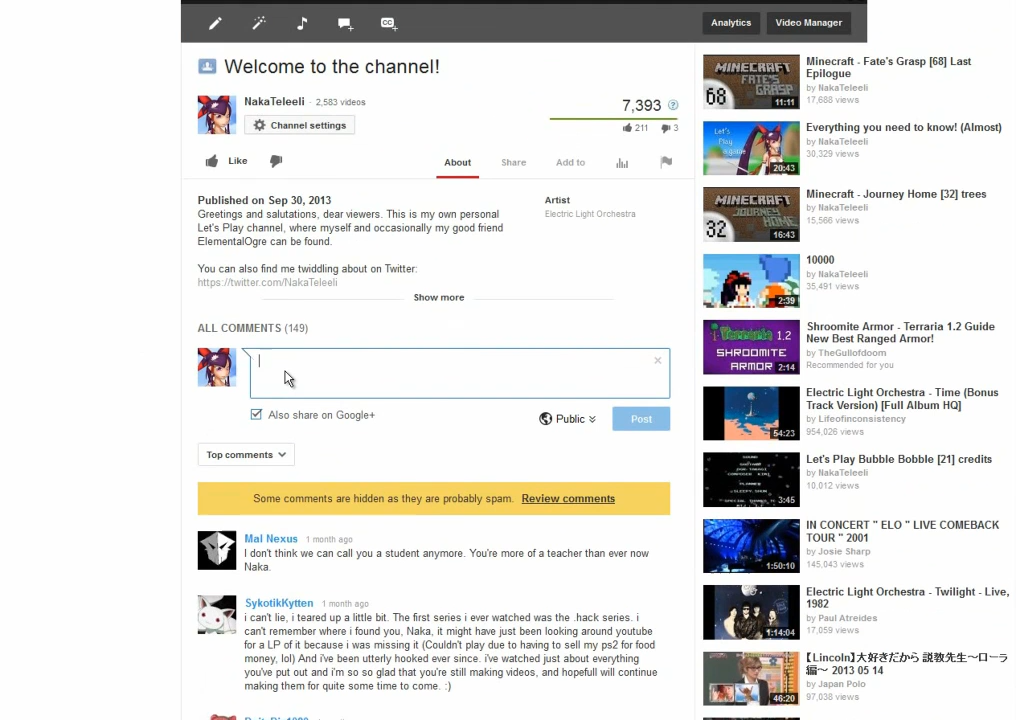 Analytics
Video Manager
Welcome to the channel!
NakaTeleeli · 2,583 videos
Channel settings
7,393
211
3
Like
About
Share
Add to
Published on Sep 30, 2013
Greetings and salutations, dear viewers. This is my own personal
Let's Play channel, where myself and occasionally my good friend
ElementalOgre can be found.
You can also find me twiddling about on Twitter:
https://twitter.com/NakaTeleeli
Artist
Electric Light Orchestra
Show more
ALL COMMENTS (149)
Also share on Google+
Public
Post
Top comments
Some comments are hidden as they are probably spam. Review comments
Mal Nexus 1 month ago
I don't think we can call you a student anymore. You're more of a teacher than ever now
Naka.
SykotikKytten 1 month ago
i can't lie, i teared up a little bit. The first series i ever watched was the .hack series. i
can't remember where i found you, Naka, it might have just been looking around youtube
for a LP of it because i was missing it (Couldn't play due to having to sell my ps2 for food
money, lol) And i've been utterly hooked ever since. i've watched just about everything
you've put out and i'm so so glad that you're still making videos, and hopefull will continue
making them for quite some time to come. :)
MINECRAFT
FATE'S GRASP
68
11:11
Minecraft - Fate's Grasp [68] Last
Epilogue
by NakaTeleeli
17,688 views
Let's
Play
20:43
Everything you need to know! (Almost)
by NakaTeleeli
30,329 views
MINECRAFT
JOURNEY HOME
32
16:43
Minecraft - Journey Home [32] trees
by NakaTeleeli
15,566 views
2:39
10000
by NakaTeleeli
35,491 views
Terraria 1.2
SHROOMITE
ARMOR
2:14
Shroomite Armor - Terraria 1.2 Guide
New Best Ranged Armor!
by TheGullofdoom
Recommended for you
54:23
Electric Light Orchestra - Time (Bonus
Track Version) [Full Album HQ]
by Lifeofinconsistency
954,026 views
3:45
Let's Play Bubble Bobble [21] credits
by NakaTeleeli
10,012 views
1:50:10
IN CONCERT " ELO " LIVE COMEBACK
TOUR " 2001
by Josie Sharp
145,043 views
1:14:04
Electric Light Orchestra - Twilight - Live,
1982
by Paul Atreides
17,059 views
46:20
【Lincoln】大好きだから 説教先生～ローラ
編～ 2013 05 14
by Japan Polo
97,038 views